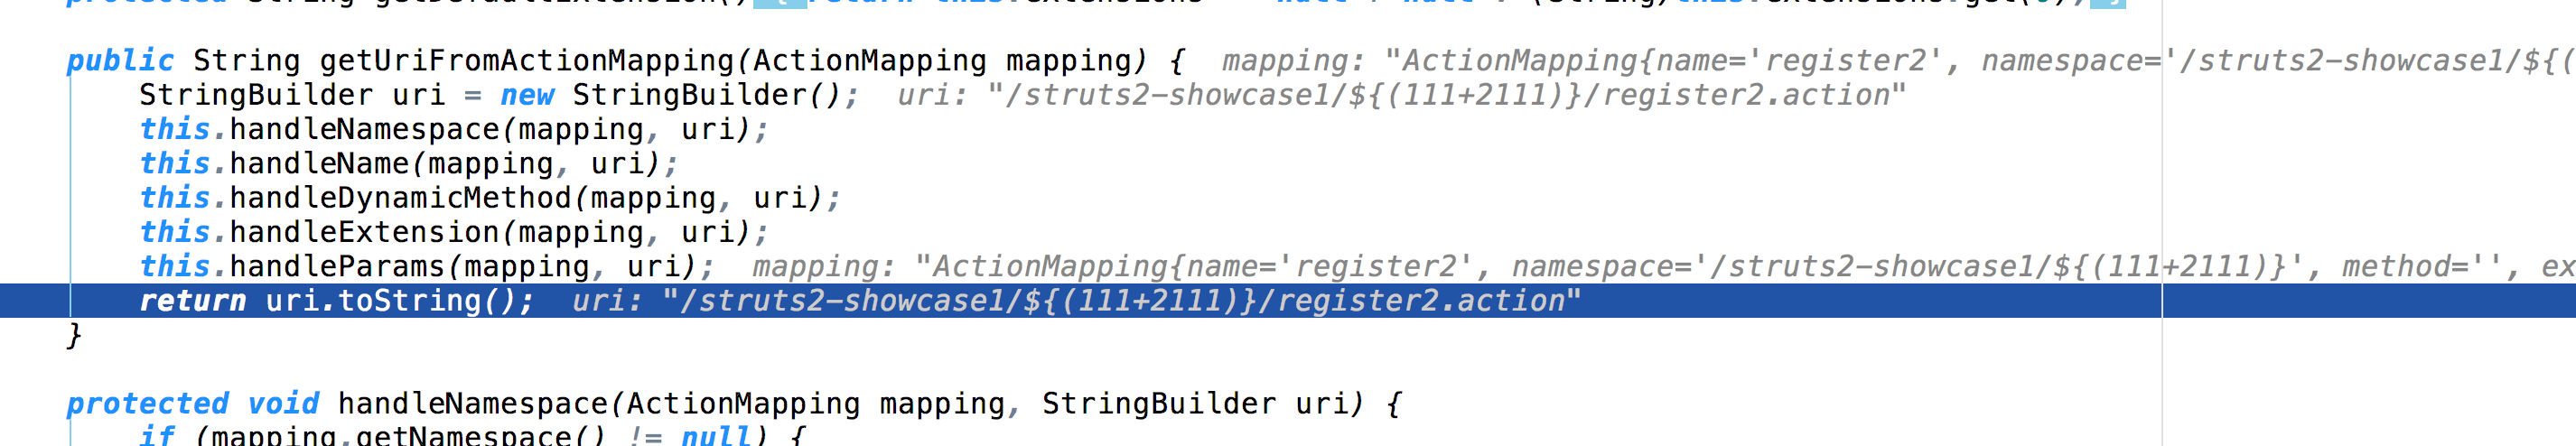 public String getUriFromActionMapping(ActionMapping mapping) {  mapping: "ActionMapping{name='register2', namespace='/struts2-showcase1/${(
StringBuilder uri = new StringBuilder();  uri: "/struts2-showcase1/${(111+2111)}/register2.action"
this.handleNamespace(mapping, uri);
this.handleName(mapping, uri);
this.handleDynamicMethod(mapping, uri);
this.handleExtension(mapping, uri);
this.handleParams(mapping, uri);  mapping: "ActionMapping{name='register2', namespace='/struts2-showcase1/${(111+2111)}', method='', ex
return uri.toString();  uri: "/struts2-showcase1/${(111+2111)}/register2.action"
}
protected void handleNamespace(ActionMapping mapping, StringBuilder uri) {
if (mapping.getNamespace() != null) {